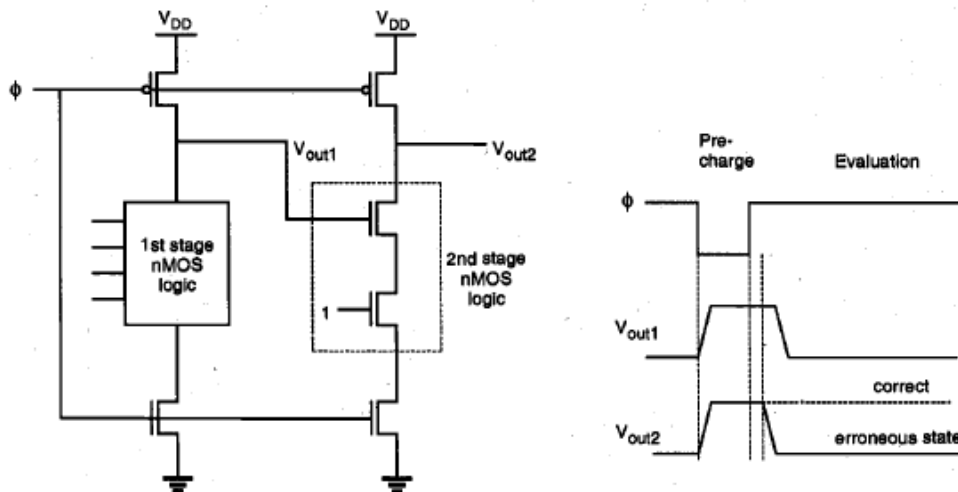 V_DD
V_DD
ϕ
V_out1
V_out2
1st stage
nMOS
logic
2nd stage
nMOS
logic
1
Pre-
charge
Evaluation
ϕ
V_out1
correct
V_out2
erroneous state